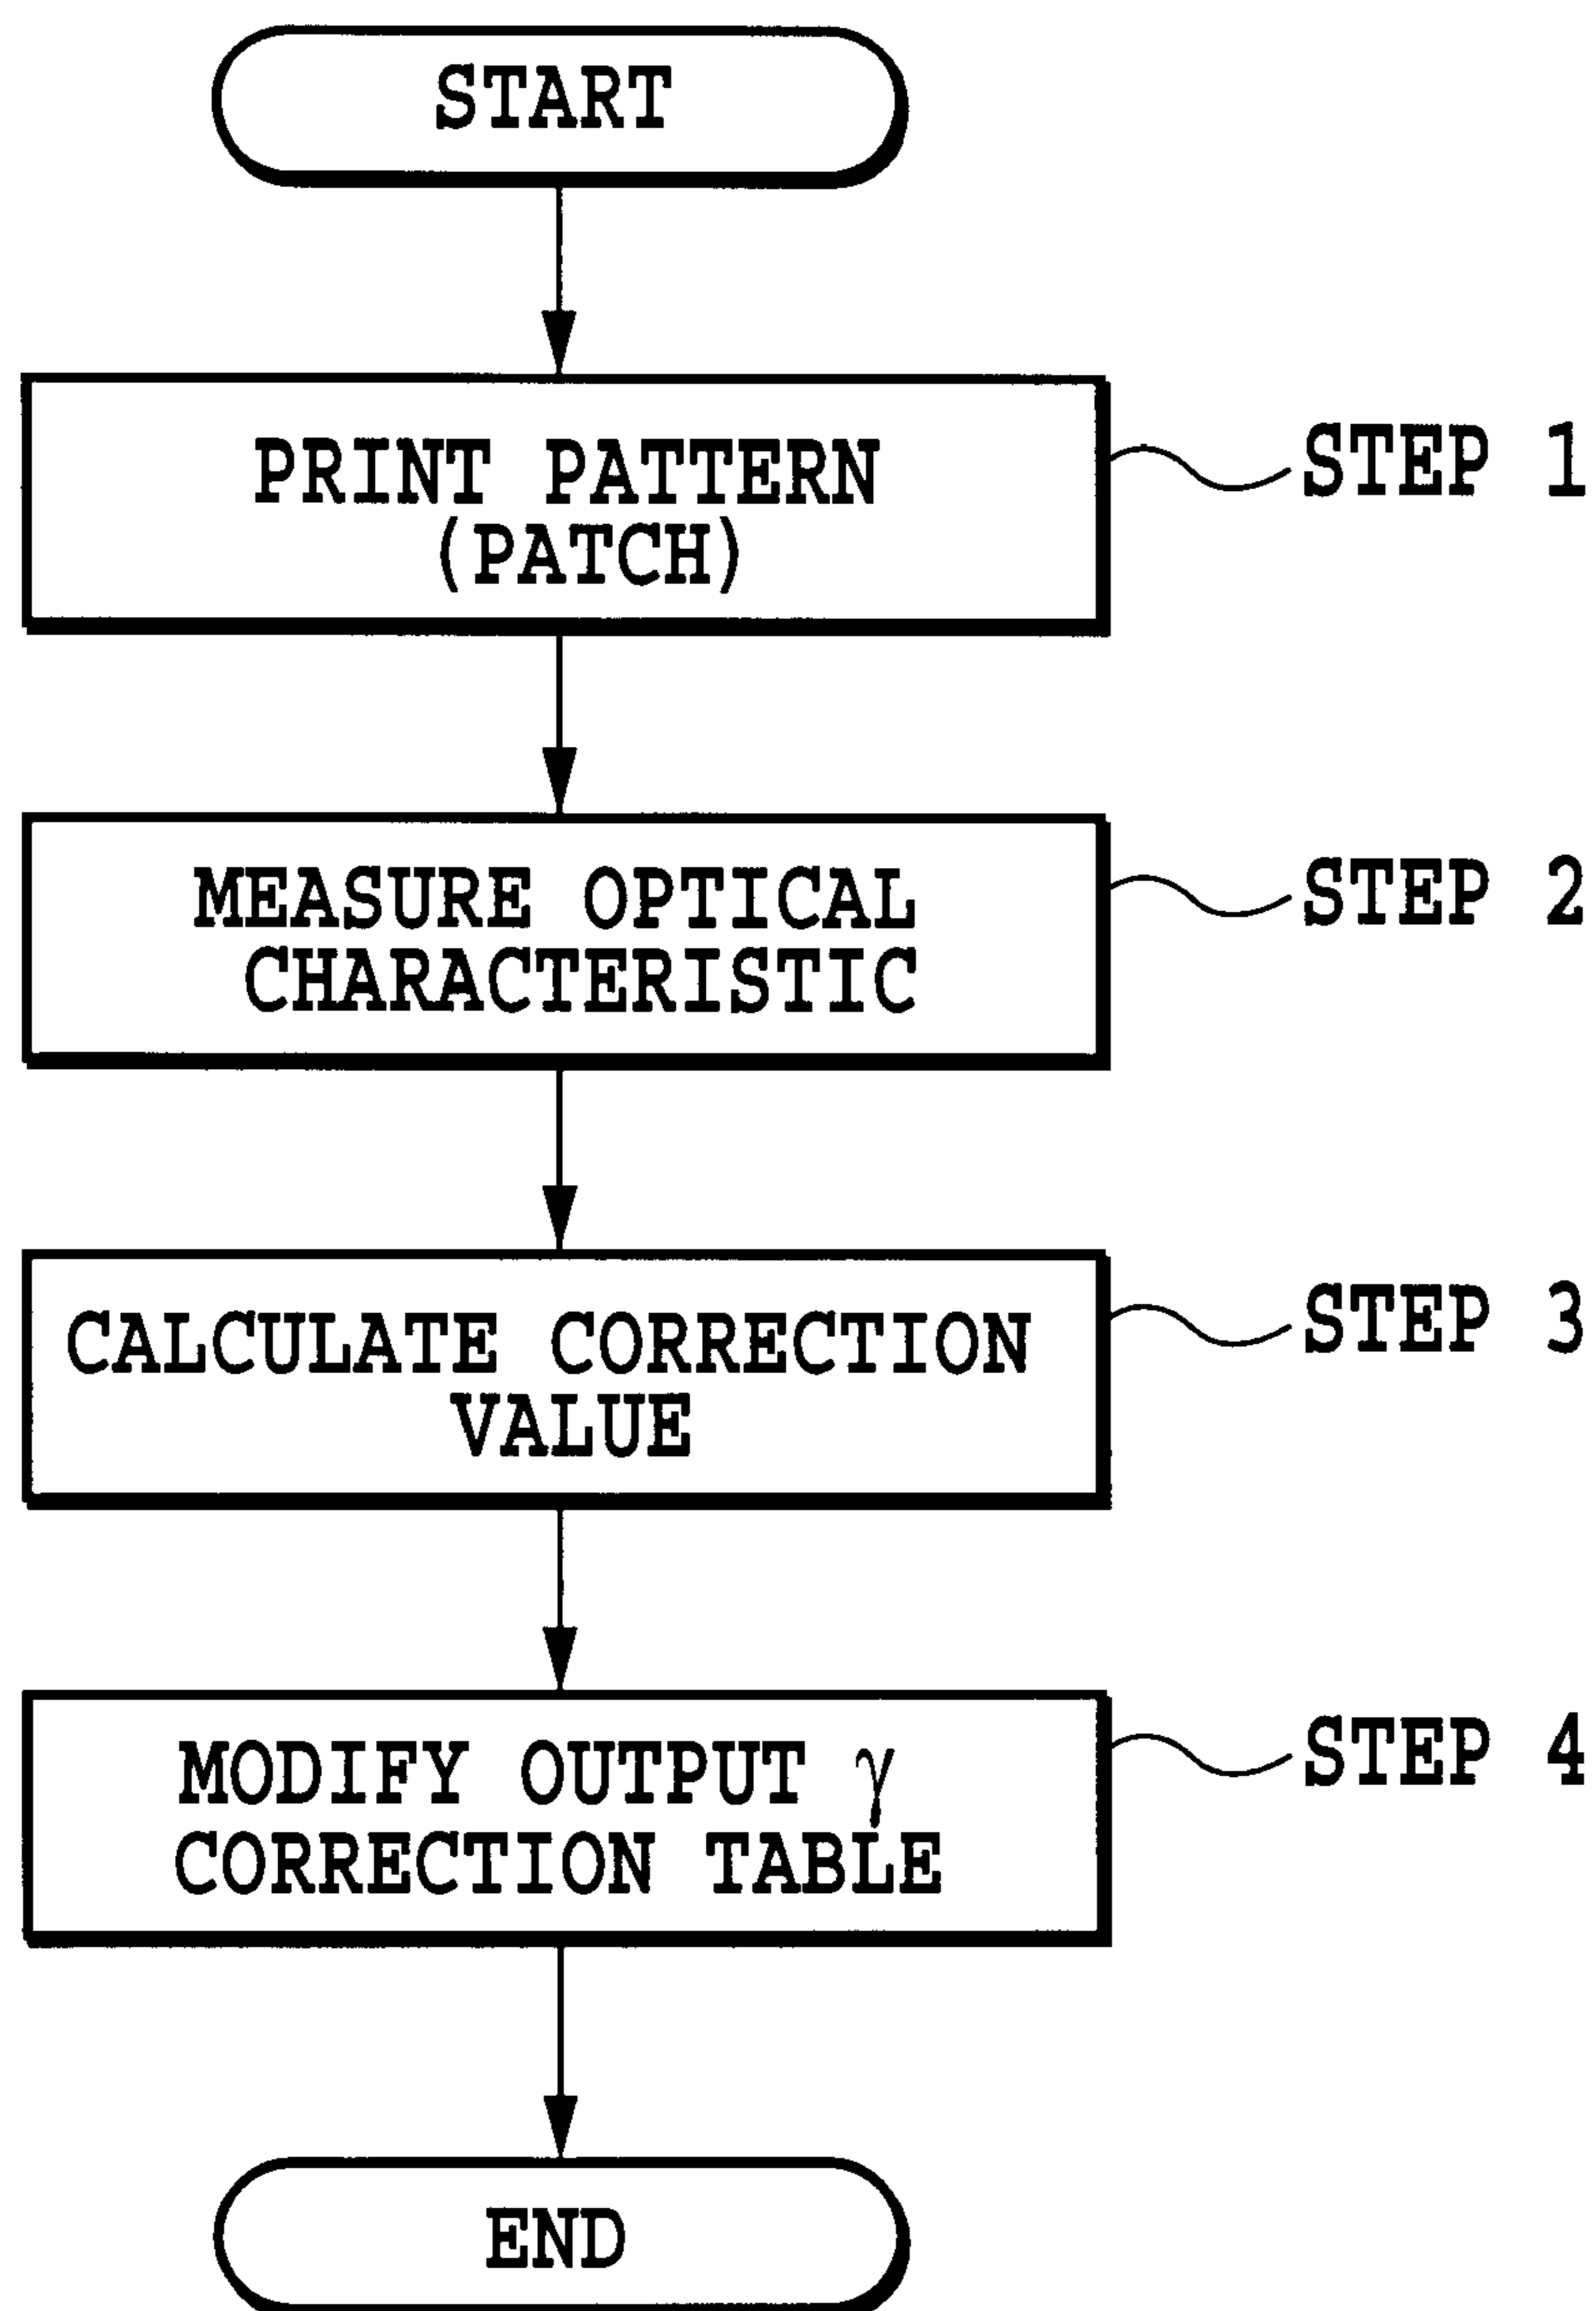 START
PRINT PATTERN
(PATCH)
STEP 1
MEASURE OPTICAL
CHARACTERISTIC
STEP 2
CALCULATE CORRECTION
VALUE
STEP 3
MODIFY OUTPUT γ
CORRECTION TABLE
STEP 4
END